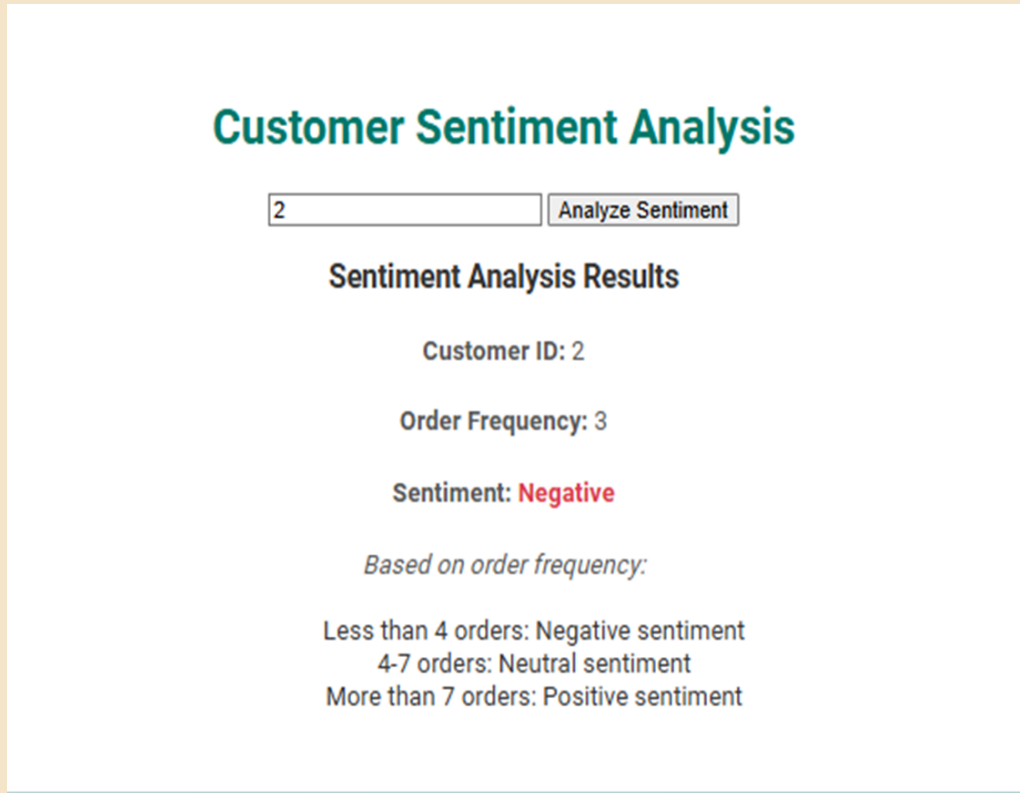 Customer Sentiment Analysis
2 Analyze Sentiment
Sentiment Analysis Results
Customer ID: 2
Order Frequency: 3
Sentiment: Negative
Based on order frequency:
Less than 4 orders: Negative sentiment
4-7 orders: Neutral sentiment
More than 7 orders: Positive sentiment